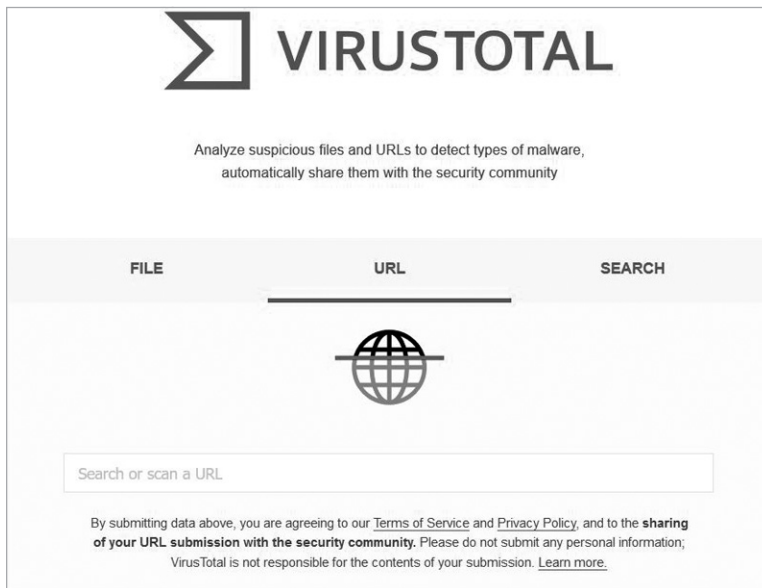 VIRUSTOTAL
Analyze suspicious files and URLs to detect types of malware,
automatically share them with the security community
FILE URL SEARCH
Search or scan a URL
By submitting data above, you are agreeing to our Terms of Service and Privacy Policy, and to the sharing
of your URL submission with the security community. Please do not submit any personal information;
VirusTotal is not responsible for the contents of your submission. Learn more.